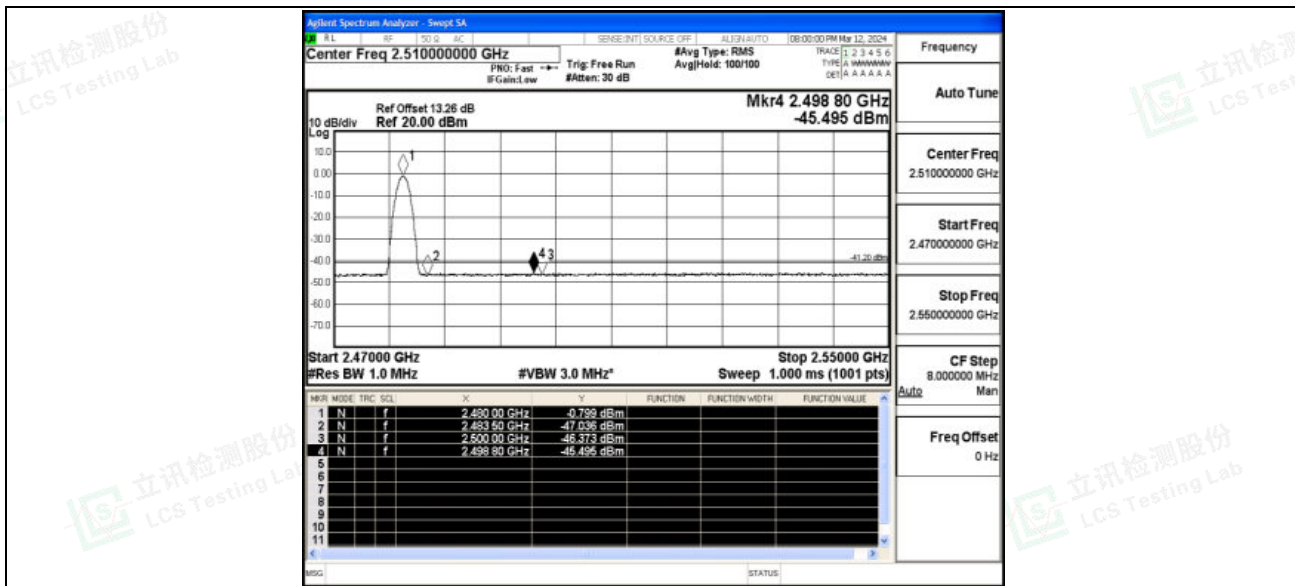 Agilent Spectrum Analyzer - Swept SA
RL RF 50 Ω AC SENSE:INT SOURCE OFF ALIGN AUTO 08:00:00 PM Mar 12, 2024
Center Freq 2.510000000 GHz
PNO: Fast
IFGain:Low
Trig: Free Run
#Atten: 30 dB
#Avg Type: RMS
Avg|Hold: 100/100
TRACE 1 2 3 4 5 6
TYPE A WWWWW
DET A A A A A A
Ref Offset 13.26 dB
10 dB/div Ref 20.00 dBm
Log
Mkr4 2.498 80 GHz
-45.495 dBm
10.0
0.00
-10.0
-20.0
-30.0
-40.0
-50.0
-60.0
-70.0
1
2
4 3
-41.20 dBm
Start 2.47000 GHz Stop 2.55000 GHz
#Res BW 1.0 MHz #VBW 3.0 MHz* Sweep 1.000 ms (1001 pts)
MKR MODE TRC SCL X Y FUNCTION FUNCTION WIDTH FUNCTION VALUE
1 N f 2.480 00 GHz -0.799 dBm
2 N f 2.483 50 GHz -47.036 dBm
3 N f 2.500 00 GHz -46.373 dBm
4 N f 2.498 80 GHz -45.495 dBm
5
6
7
8
9
10
11
MSG STATUS
Frequency
Auto Tune
Center Freq
2.510000000 GHz
Start Freq
2.470000000 GHz
Stop Freq
2.550000000 GHz
CF Step
8.000000 MHz
Auto Man
Freq Offset
0 Hz
立讯检测股份
LCS Testing Lab
立讯检测
LCS Test
立讯检测股份
LCS Testing Lab
立讯检测股份
LCS Testing Lab